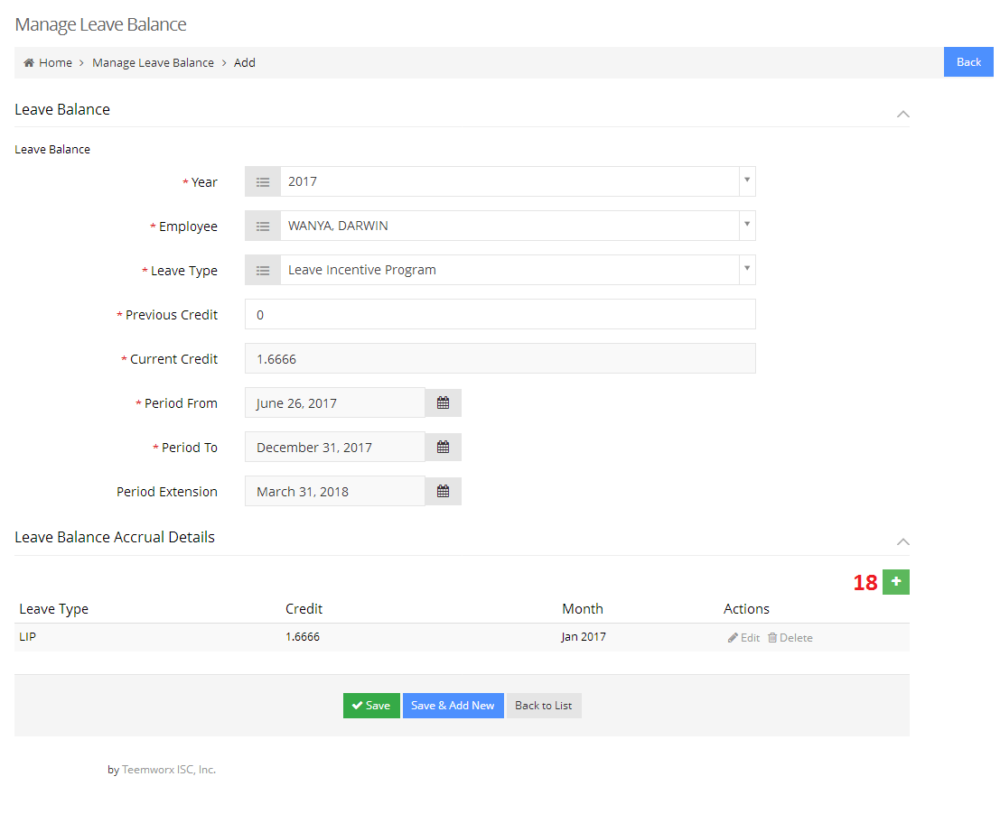 Manage Leave Balance
Home > Manage Leave Balance > Add Back
Leave Balance
Leave Balance
* Year 2017
* Employee WANYA, DARWIN
* Leave Type Leave Incentive Program
* Previous Credit 0
* Current Credit 1.6666
* Period From June 26, 2017
* Period To December 31, 2017
Period Extension March 31, 2018
Leave Balance Accrual Details
18 +
Leave Type Credit Month Actions
LIP 1.6666 Jan 2017 Edit Delete
Save Save & Add New Back to List
by Teemworx ISC, Inc.